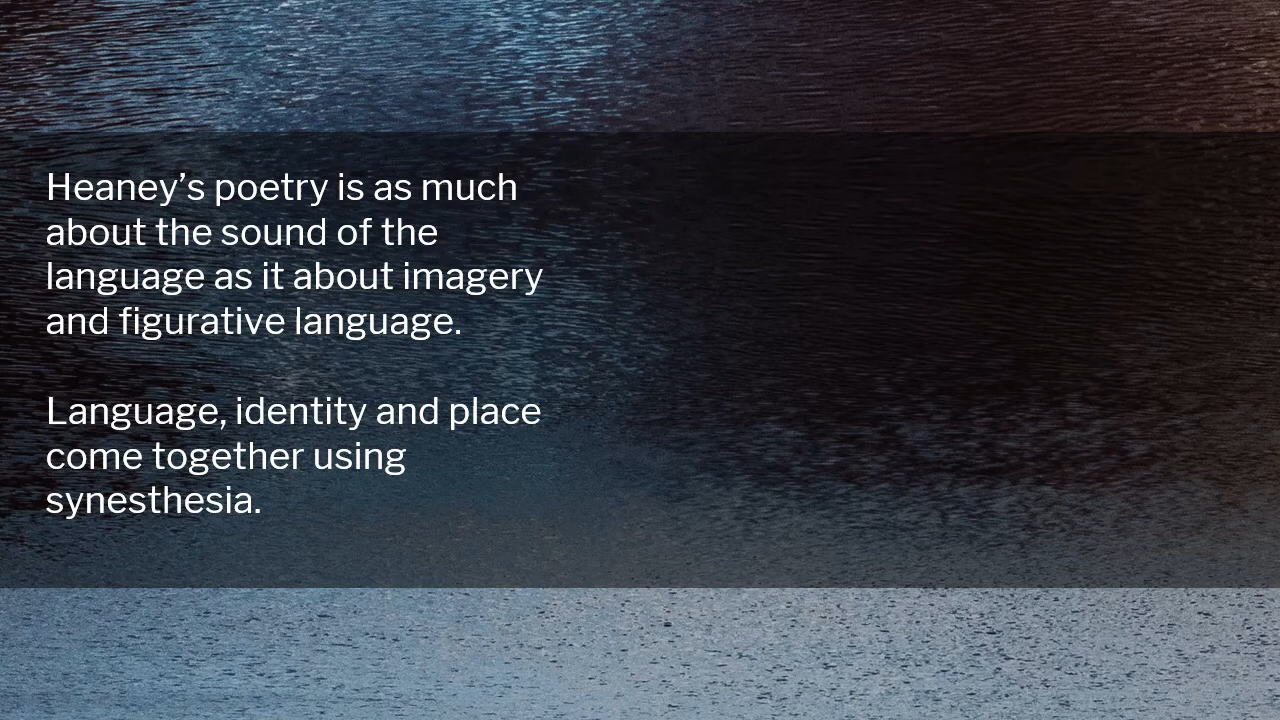 Heaney’s poetry is as much
about the sound of the
language as it about imagery
and figurative language.
Language, identity and place
come together using
synesthesia.